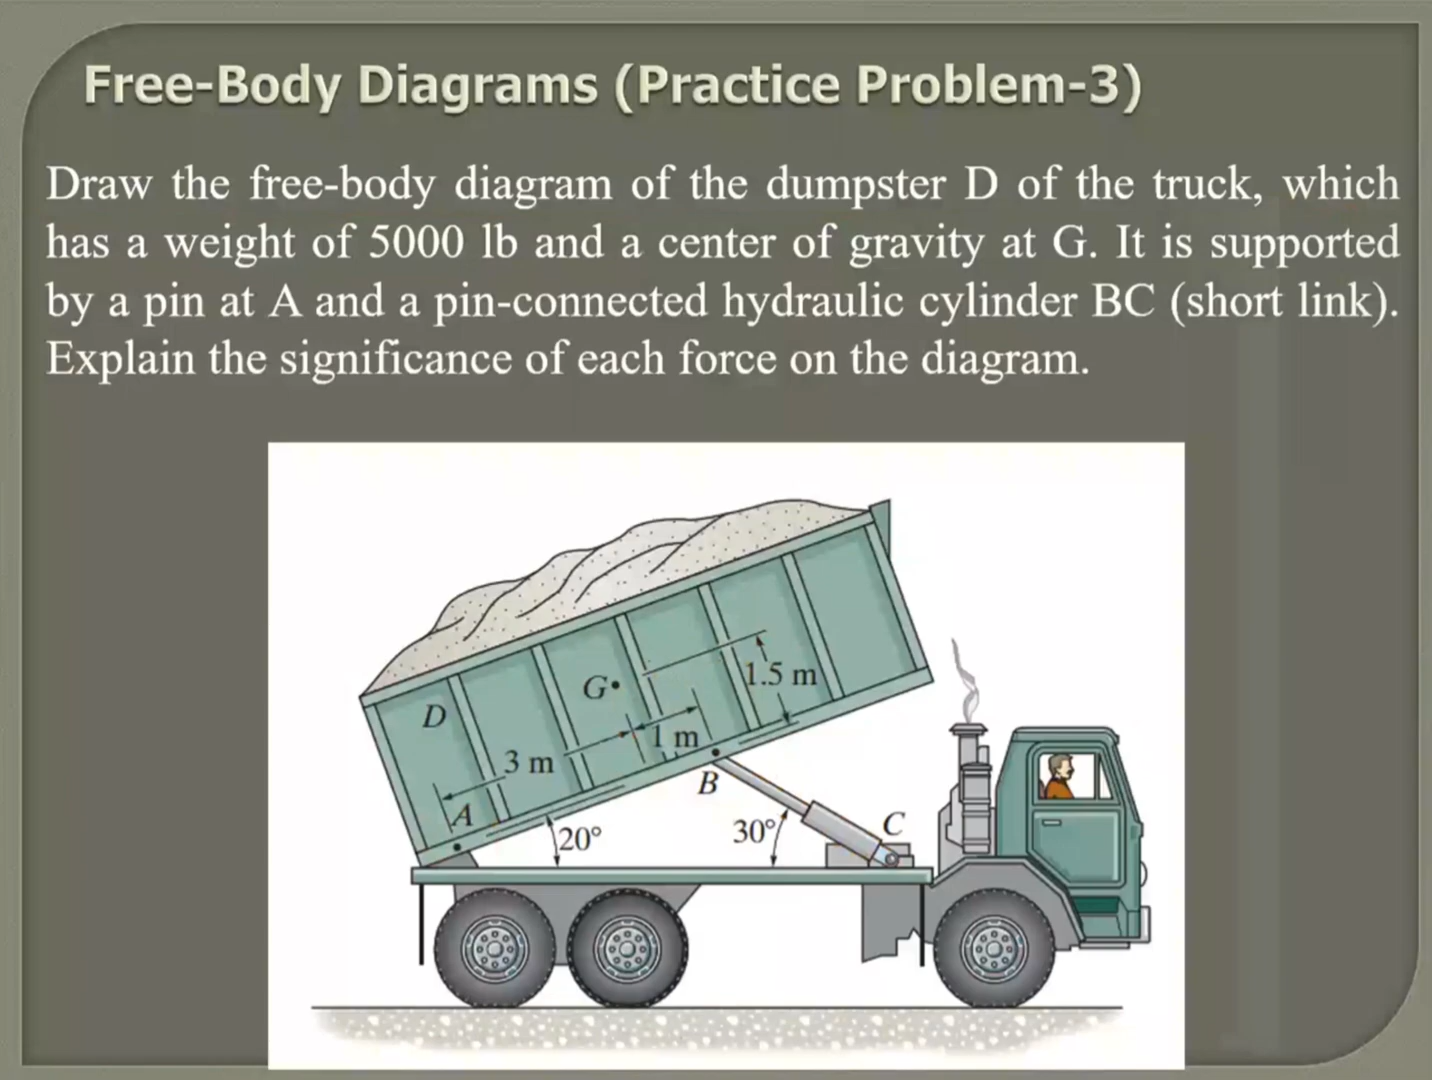 Free-Body Diagrams (Practice Problem-3)
Draw the free-body diagram of the dumpster D of the truck, which
has a weight of 5000 lb and a center of gravity at G. It is supported
by a pin at A and a pin-connected hydraulic cylinder BC (short link).
Explain the significance of each force on the diagram.
G
1.5 m
D
1 m
3 m
B
A
C
20°
30°